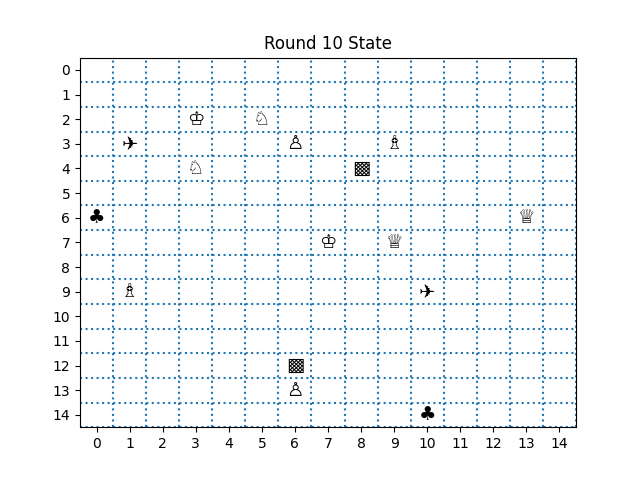 Round 10 State
0
1
2 ♔ ♘
3 ✈ ♙ ♗
4 ♘ ▩
5
6 ♣ ♕
7 ♔ ♕
8
9 ♗ ✈
10
11
12 ▩
13 ♙
14 ♣
0 1 2 3 4 5 6 7 8 9 10 11 12 13 14